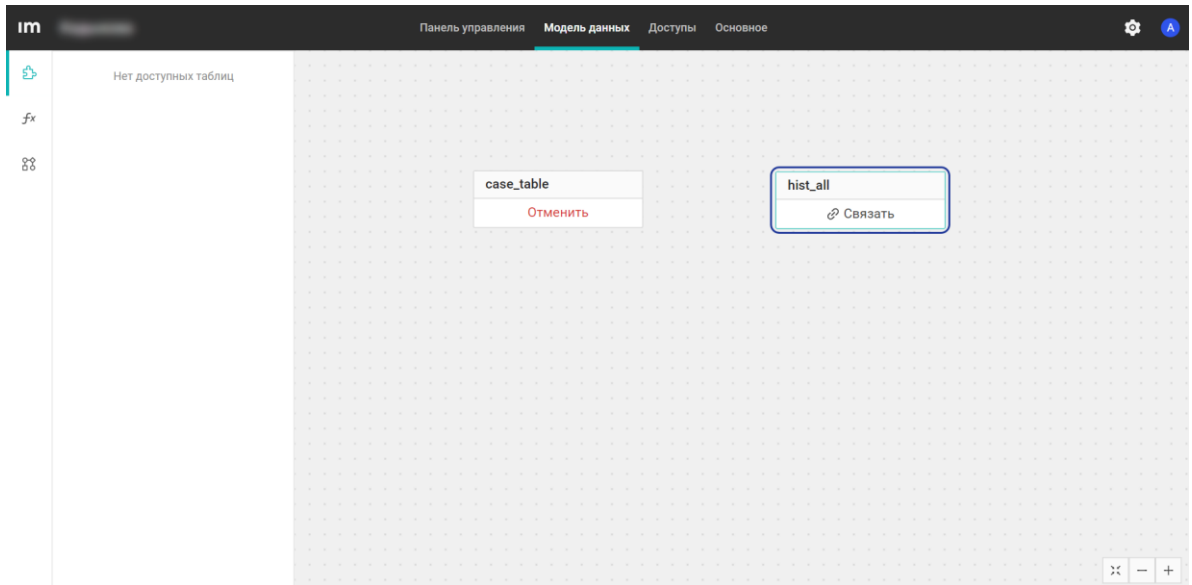 ım
Панель управления Модель данных Доступы Основное
A
Нет доступных таблиц
fx
case_table
Отменить
hist_all
Связать